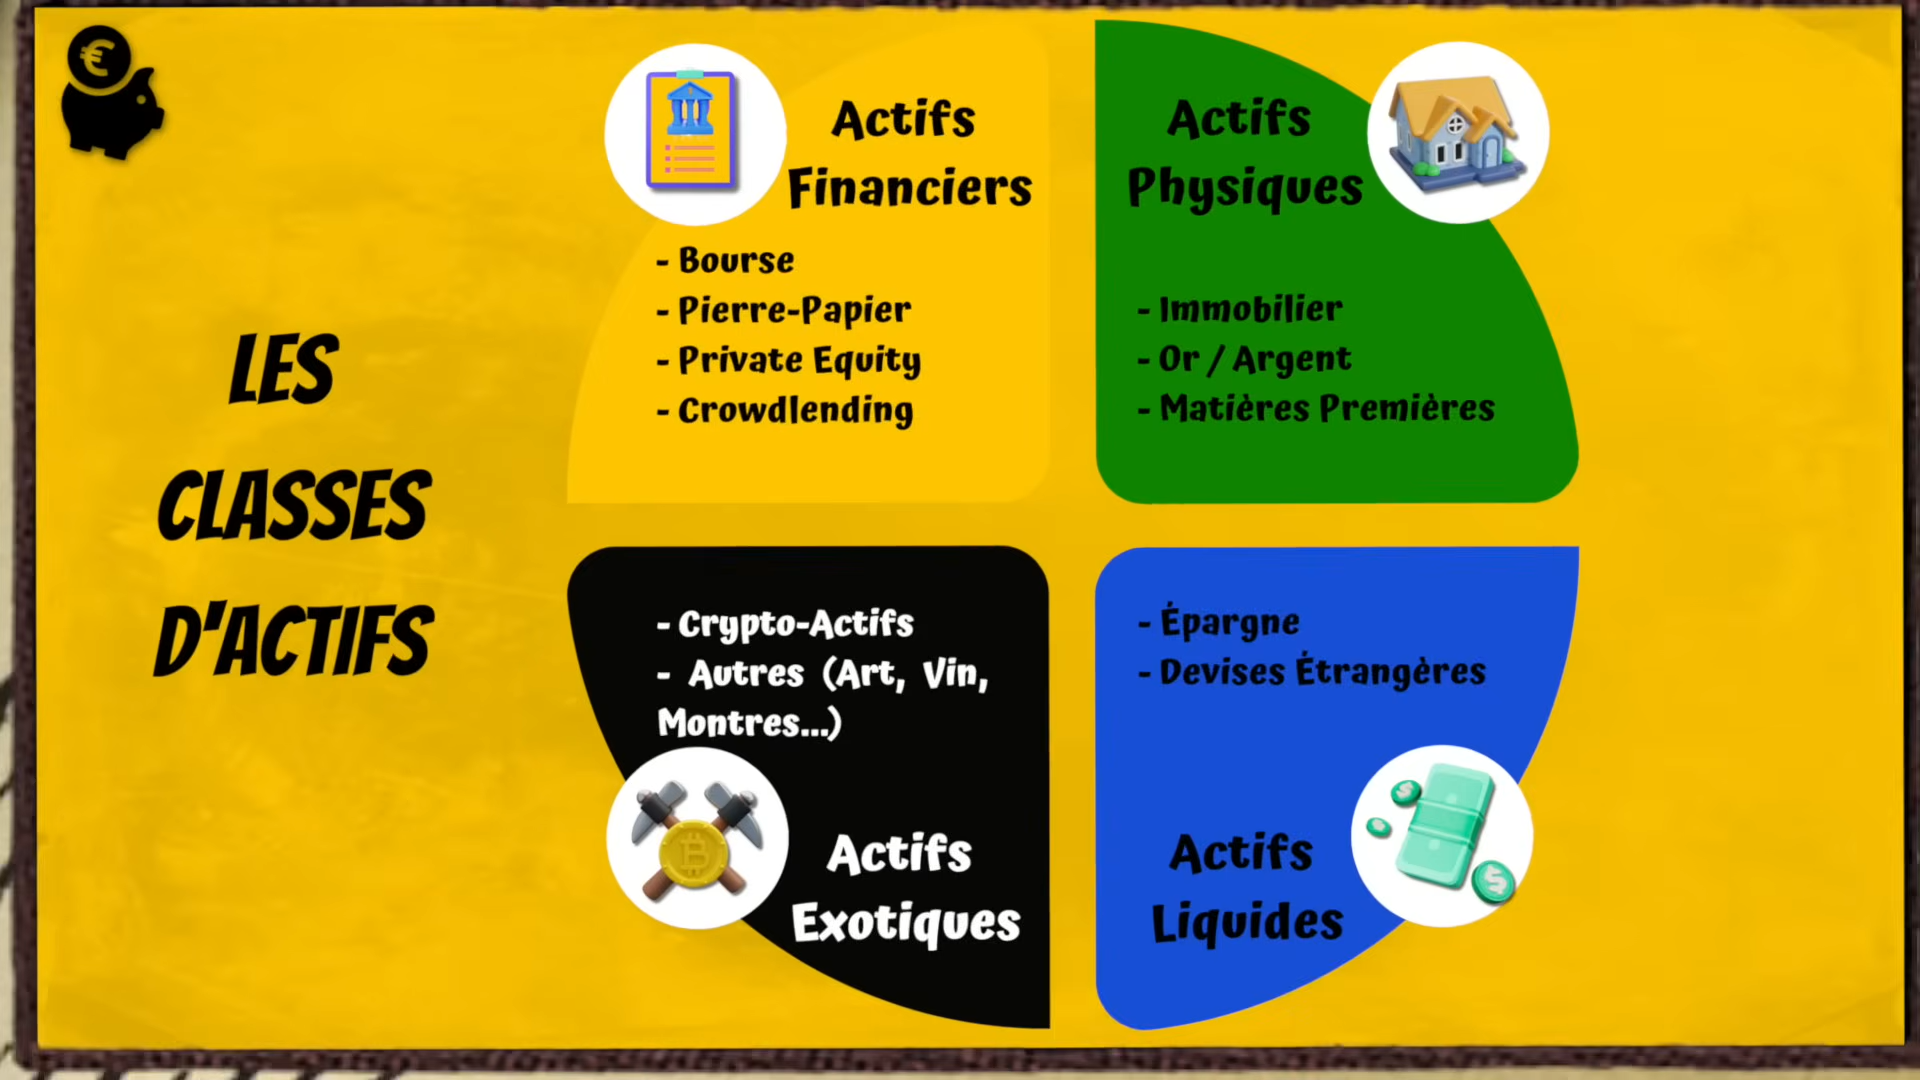 LES
CLASSES
D'ACTIFS
Actifs
Financiers
- Bourse
- Pierre-Papier
- Private Equity
- Crowdlending
Actifs
Physiques
- Immobilier
- Or / Argent
- Matières Premières
- Crypto-Actifs
- Autres (Art, Vin,
Montres...)
Actifs
Exotiques
- Épargne
- Devises Étrangères
Actifs
Liquides